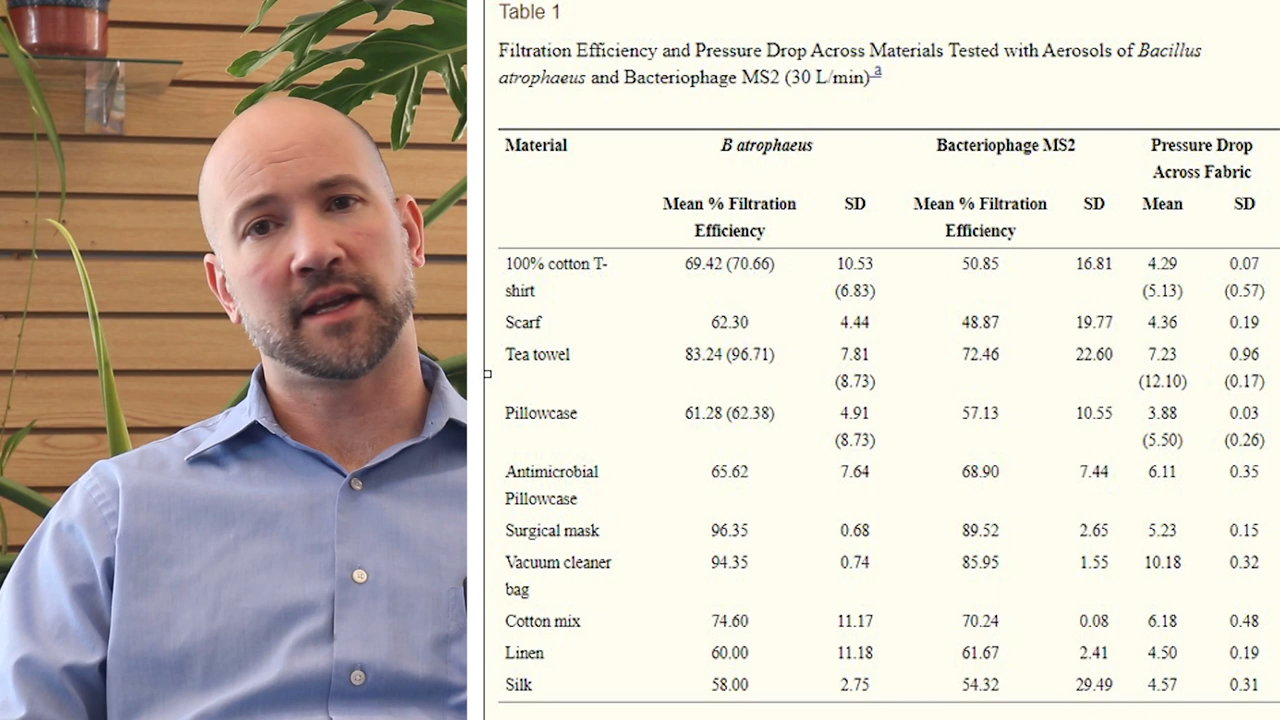 Table 1
Filtration Efficiency and Pressure Drop Across Materials Tested with Aerosols of Bacillus
atrophaeus and Bacteriophage MS2 (30 L/min)a
Material B atrophaeus Bacteriophage MS2 Pressure Drop
Across Fabric
Mean % Filtration SD Mean % Filtration SD Mean SD
Efficiency Efficiency
100% cotton T- 69.42 (70.66) 10.53 50.85 16.81 4.29 0.07
shirt (6.83) (5.13) (0.57)
Scarf 62.30 4.44 48.87 19.77 4.36 0.19
Tea towel 83.24 (96.71) 7.81 72.46 22.60 7.23 0.96
(8.73) (12.10) (0.17)
Pillowcase 61.28 (62.38) 4.91 57.13 10.55 3.88 0.03
(8.73) (5.50) (0.26)
Antimicrobial 65.62 7.64 68.90 7.44 6.11 0.35
Pillowcase
Surgical mask 96.35 0.68 89.52 2.65 5.23 0.15
Vacuum cleaner 94.35 0.74 85.95 1.55 10.18 0.32
bag
Cotton mix 74.60 11.17 70.24 0.08 6.18 0.48
Linen 60.00 11.18 61.67 2.41 4.50 0.19
Silk 58.00 2.75 54.32 29.49 4.57 0.31